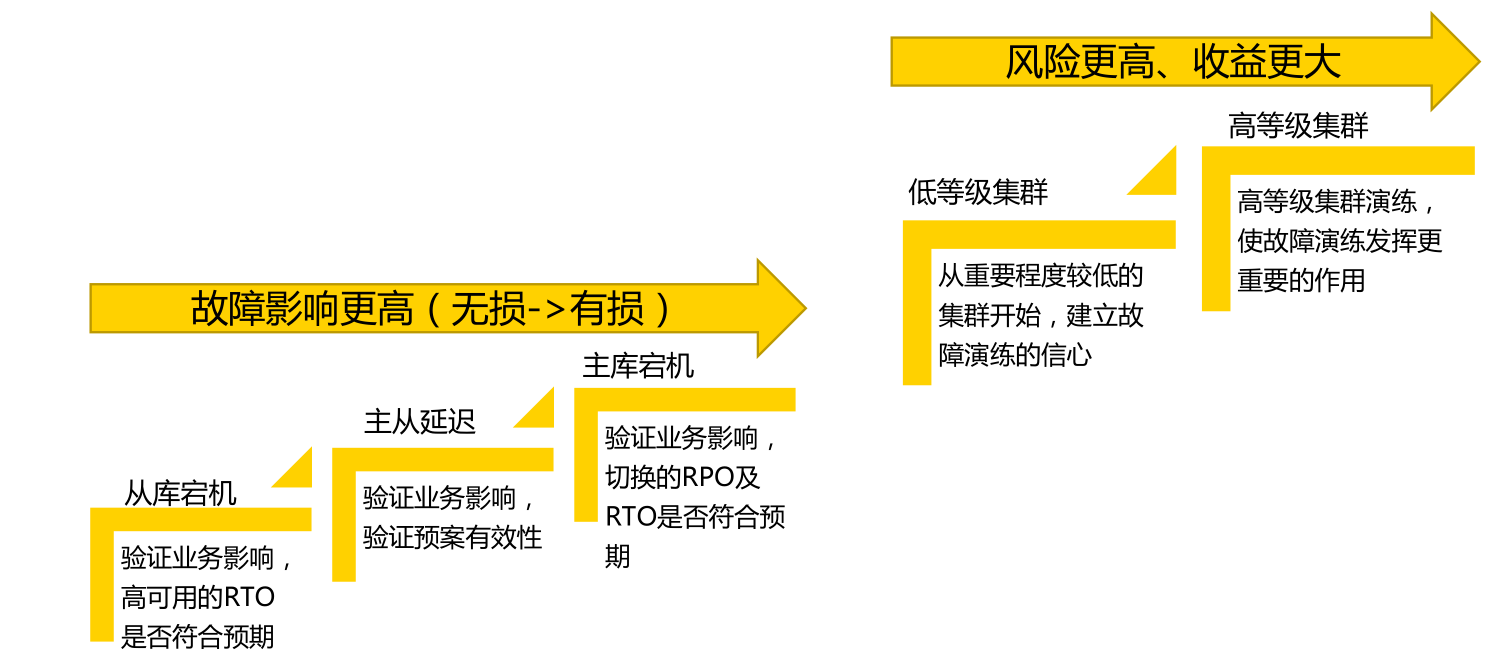 风险更高、收益更大
高等级集群
高等级集群演练，
使故障演练发挥更
重要的作用
低等级集群
从重要程度较低的
集群开始，建立故
障演练的信心
故障影响更高（无损->有损）
主库宕机
验证业务影响，
切换的RPO及
RTO是否符合预
期
主从延迟
验证业务影响，
验证预案有效性
从库宕机
验证业务影响，
高可用的RTO
是否符合预期